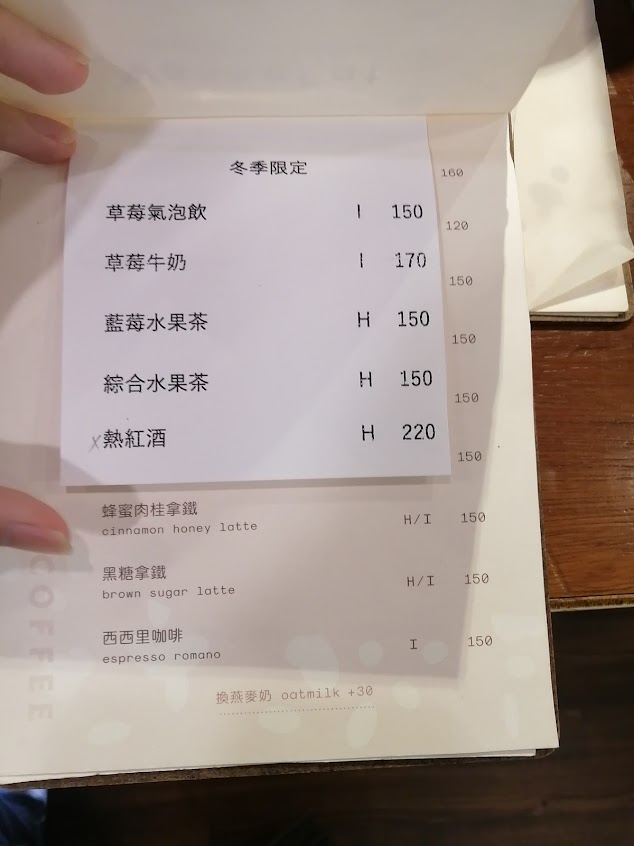 冬季限定
160
草莓氣泡飲 I 150
120
草莓牛奶 I 170
150
藍莓水果茶 H 150
150
綜合水果茶 H 150
150
x熱紅酒 H 220
150
蜂蜜肉桂拿鐵 H/I 150
cinnamon honey latte
黑糖拿鐵 H/I 150
brown sugar latte
西西里咖啡 I 150
espresso romano
換燕麥奶 oatmilk +30
COFFEE